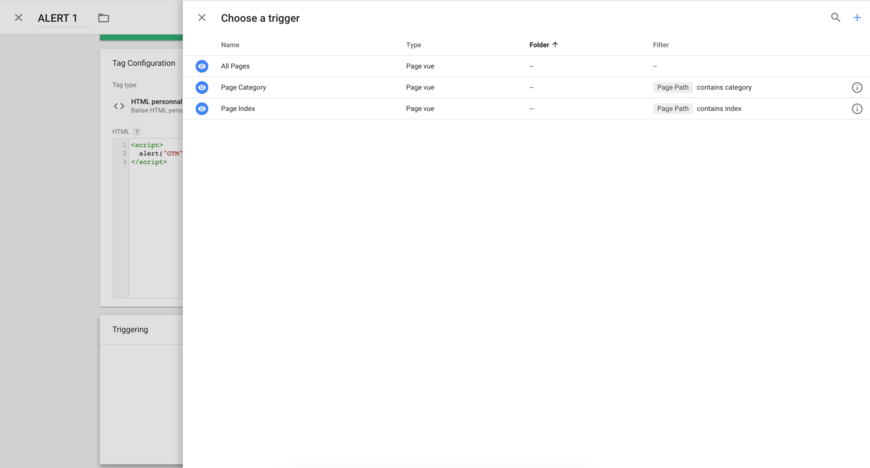 ALERT 1
Choose a trigger
Name Type Folder Filter
All Pages Page vue – –
Page Category Page vue – Page Path contains category
Page Index Page vue – Page Path contains index
Tag Configuration
Tag type
HTML personnal
Balise HTML perso
HTML ?
1 <script>
2 alert("GTM"
3 </script>
Triggering